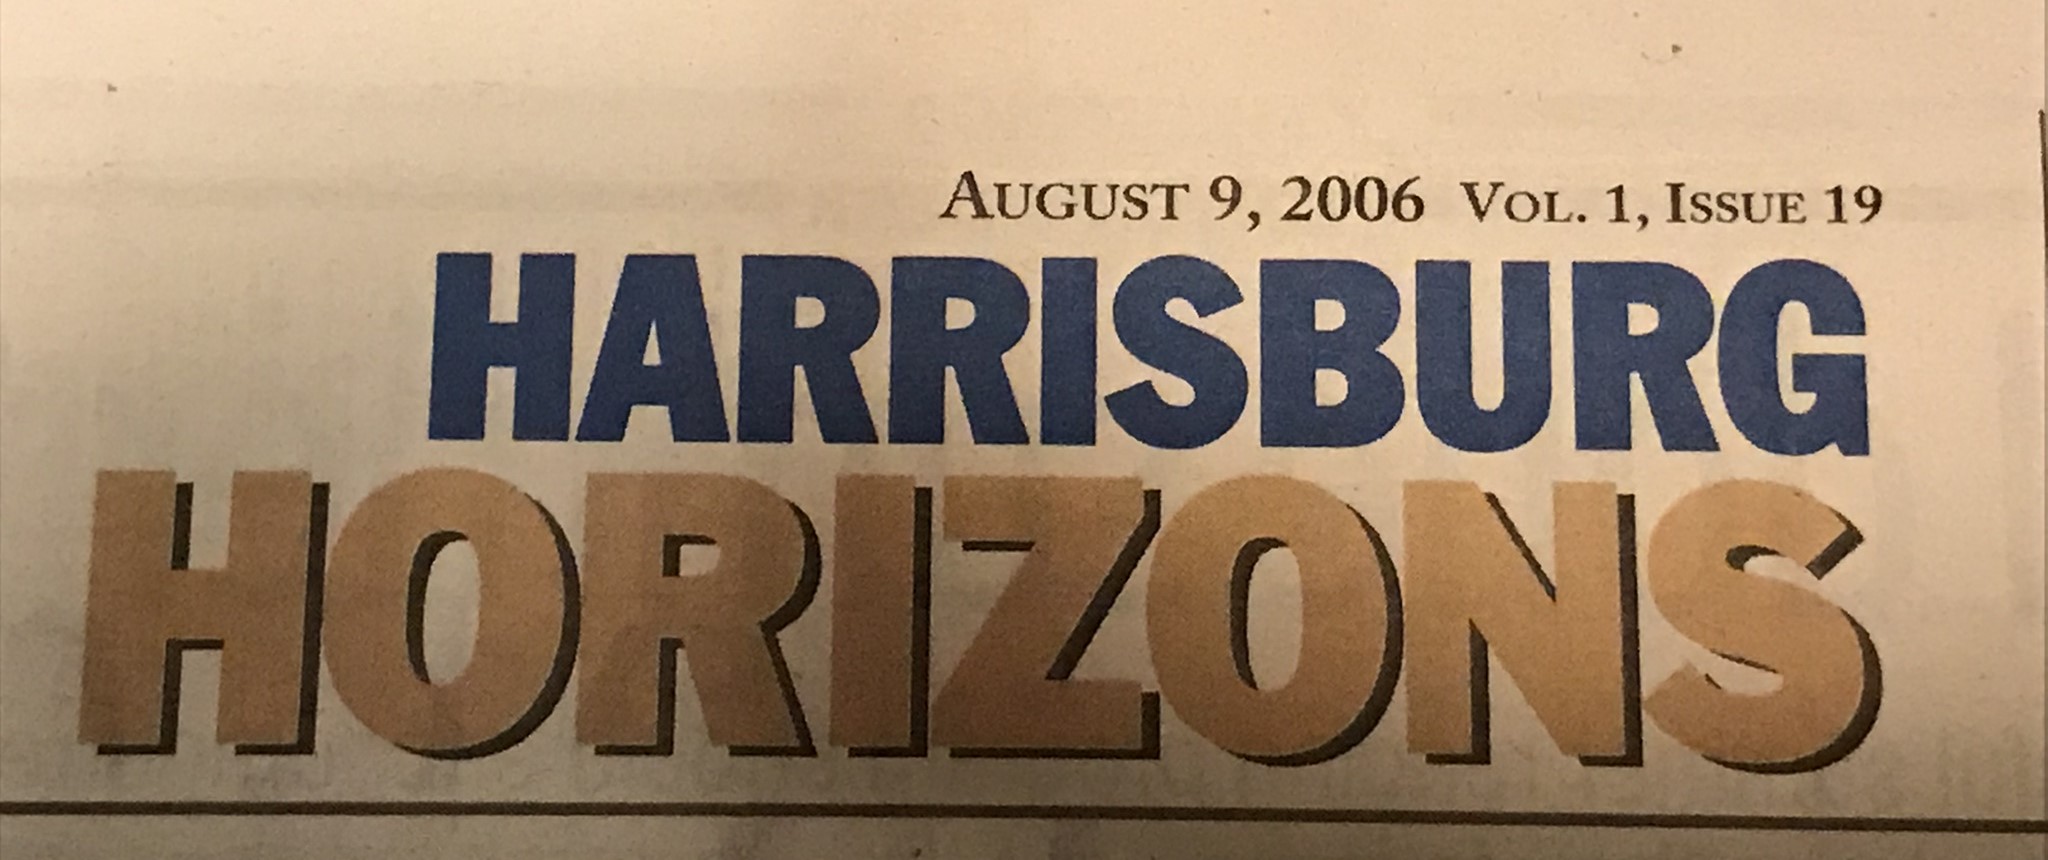 AUGUST 9, 2006 VOL. 1, ISSUE 19
HARRISBURG
HORIZONS